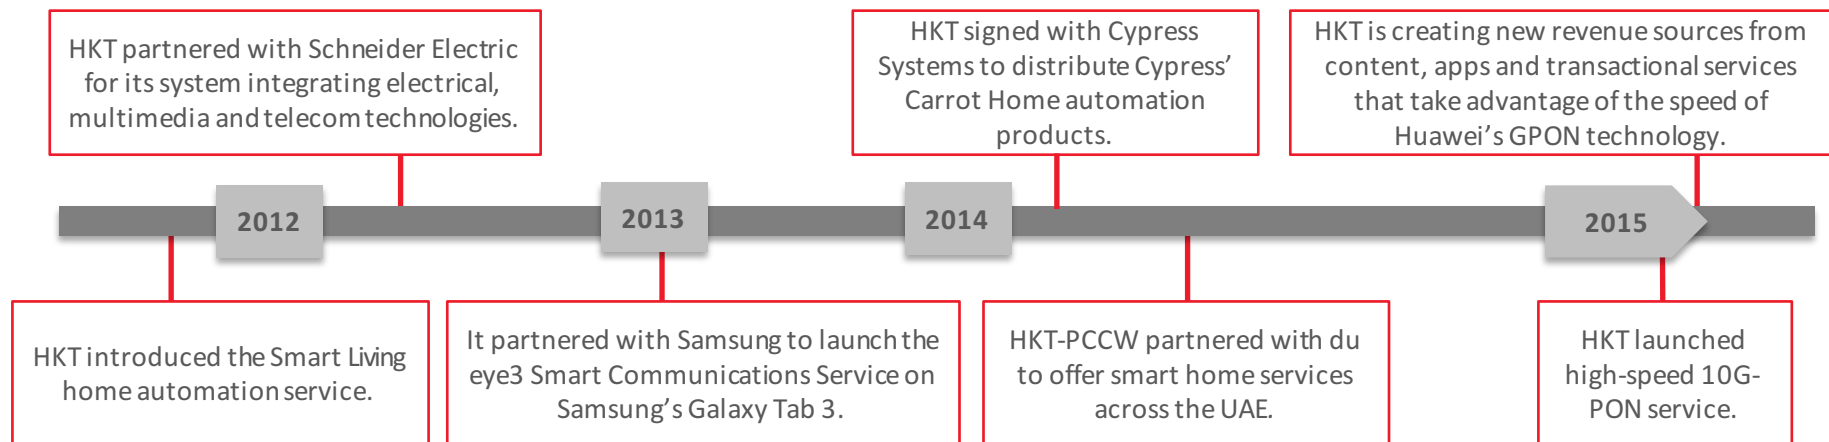 HKT partnered with Schneider Electric
for its system integrating electrical,
multimedia and telecom technologies.
HKT signed with Cypress
Systems to distribute Cypress’
Carrot Home automation
products.
HKT is creating new revenue sources from
content, apps and transactional services
that take advantage of the speed of
Huawei’s GPON technology.
2012
2013
2014
2015
HKT introduced the Smart Living
home automation service.
It partnered with Samsung to launch the
eye3 Smart Communications Service on
Samsung’s Galaxy Tab 3.
HKT-PCCW partnered with du
to offer smart home services
across the UAE.
HKT launched
high-speed 10G-
PON service.